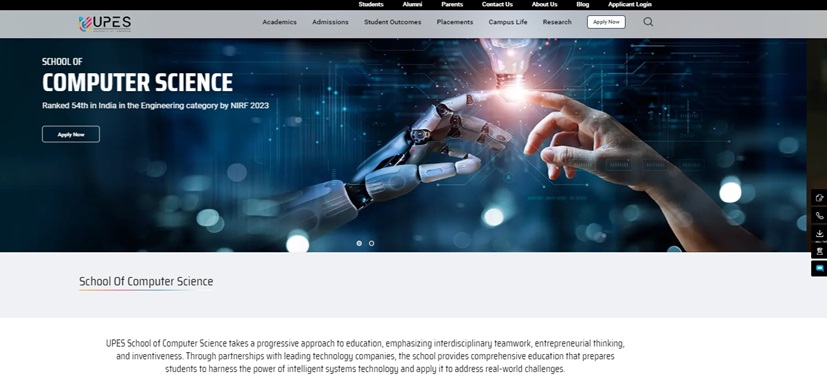 Students Alumni Parents Contact Us About Us Blog Applicant Login
UPES
Academics Admissions Student Outcomes Placements Campus Life Research Apply Now
SCHOOL OF
COMPUTER SCIENCE
Ranked 54th in India in the Engineering category by NIRF 2023
Apply Now
School Of Computer Science
UPES School of Computer Science takes a progressive approach to education, emphasizing interdisciplinary teamwork, entrepreneurial thinking,
and inventiveness. Through partnerships with leading technology companies, the school provides comprehensive education that prepares
students to harness the power of intelligent systems technology and apply it to address real-world challenges.